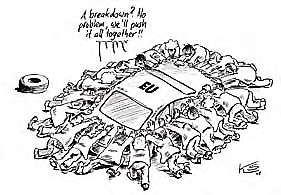 A breakdown? No
problem, we'll push
it all together!!
EU